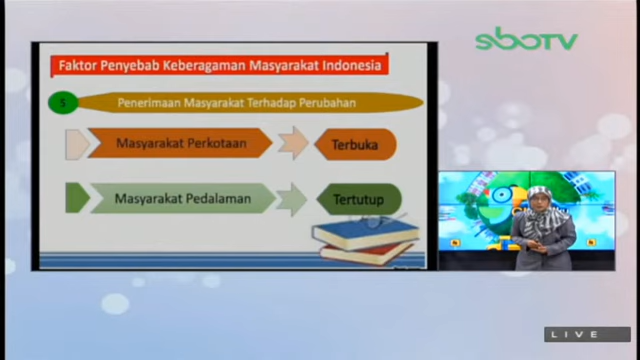 sboTV
Faktor Penyebab Keberagaman Masyarakat Indonesia
5 Penerimaan Masyarakat Terhadap Perubahan
Masyarakat Perkotaan Terbuka
Masyarakat Pedalaman Tertutup
LIVE